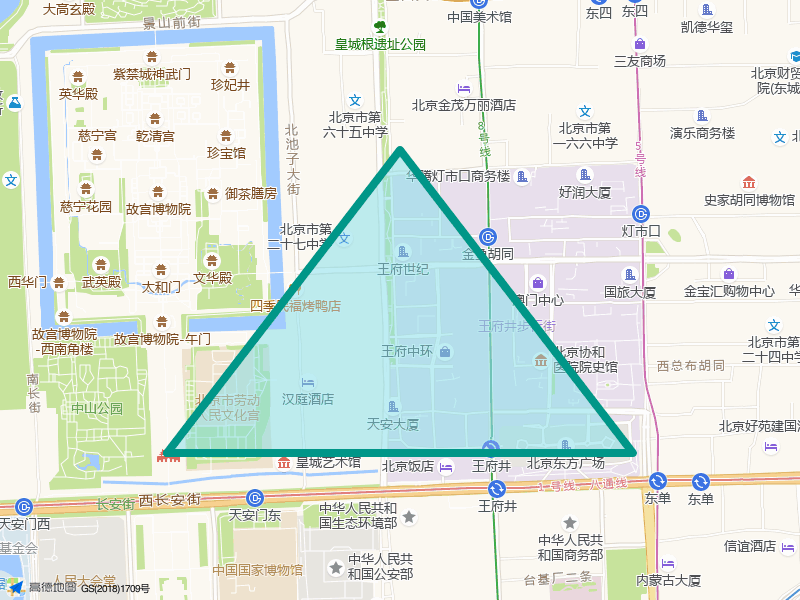 大高玄殿
景山前街
中国美术馆
东四
东四
凯德华玺
皇城根遗址公园
三友商场
紫禁城神武门
珍妃井
英华殿
北京财贸
院(东城
北京金茂万丽酒店
北京市第
六十五中学
8号线
北京市第
一六六中学
演乐商务楼
慈宁宫
乾清宫
珍宝馆
北池子大街
5号线
华腾灯市口商务楼
好润大厦
史家胡同博物馆
慈宁花园
故宫博物院
御茶膳房
北京市第
二十七中学
灯市口
金鱼胡同
王府世纪
西华门
武英殿
太和门
文华殿
澳门中心
国旅大厦
金宝汇购物中心
华
四季民福烤鸭店
故宫博物院
-西南角楼
故宫博物院-午门
王府井步行街
北京市第
二十四中学
王府中环
北京协和
医院院史馆
西总布胡同
南长街
中山公园
北京市劳动
人民文化宫
汉庭酒店
天安大厦
北京好苑建国酒
皇城艺术馆
北京饭店
王府井
北京东方广场
1号线, 八通线
长安街
西长安街
天安门西
天安门东
王府井
东单
东单
中华人民共和
国生态环境部
中华人民共
和国商务部
基金会
人民大会堂
中国国家博物馆
中华人民共
和国公安部
台基厂二条
信谊酒店
内蒙古大厦
高德地图 GS(2018)1709号